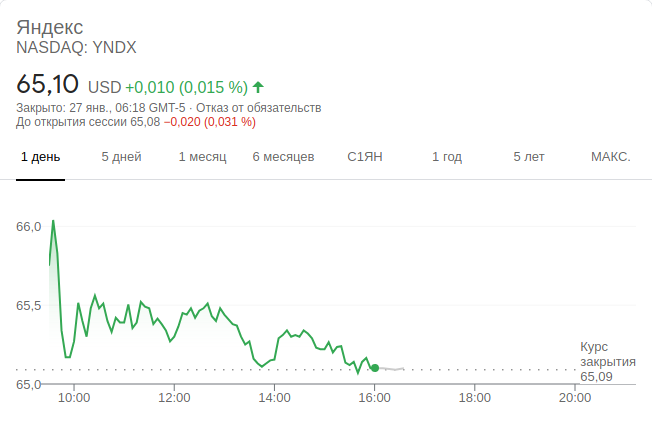 Яндекс
NASDAQ: YNDX
65,10 USD +0,010 (0,015 %)
Закрыто: 27 янв., 06:18 GMT-5 · Отказ от обязательств
До открытия сессии 65,08 −0,020 (0,031 %)
1 день 5 дней 1 месяц 6 месяцев С1ЯН 1 год 5 лет МАКС.
66,0
65,5
Курс
закрытия
65,09
65,0
10:00 12:00 14:00 16:00 18:00 20:00